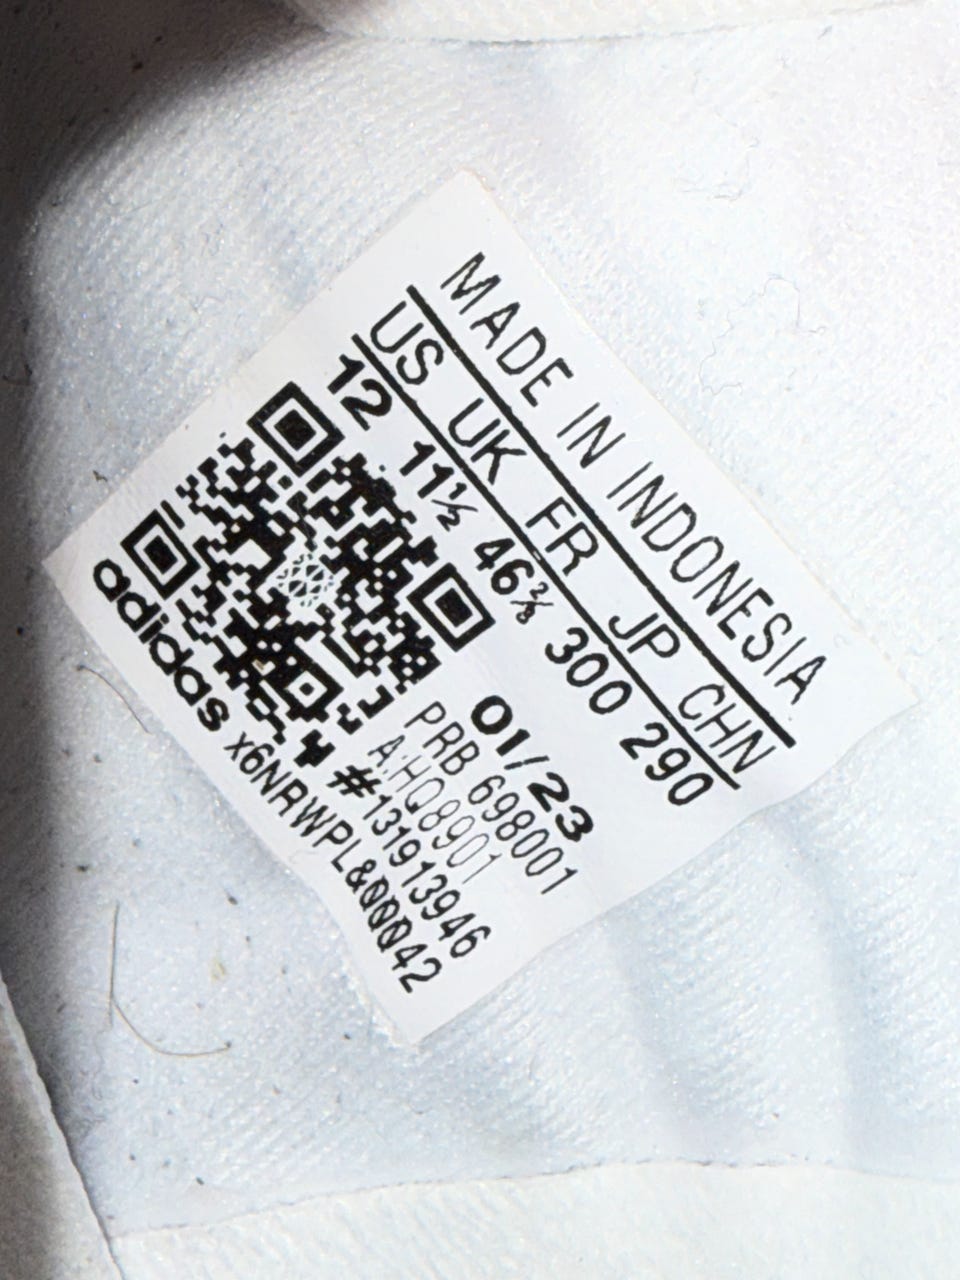 MADE IN INDONESIA
US UK FR JP CHN
12 11½ 46⅔ 300 290
01/23
PRB 698001
A:HQ8901
#131913946
adidas x6NRWPL&00042